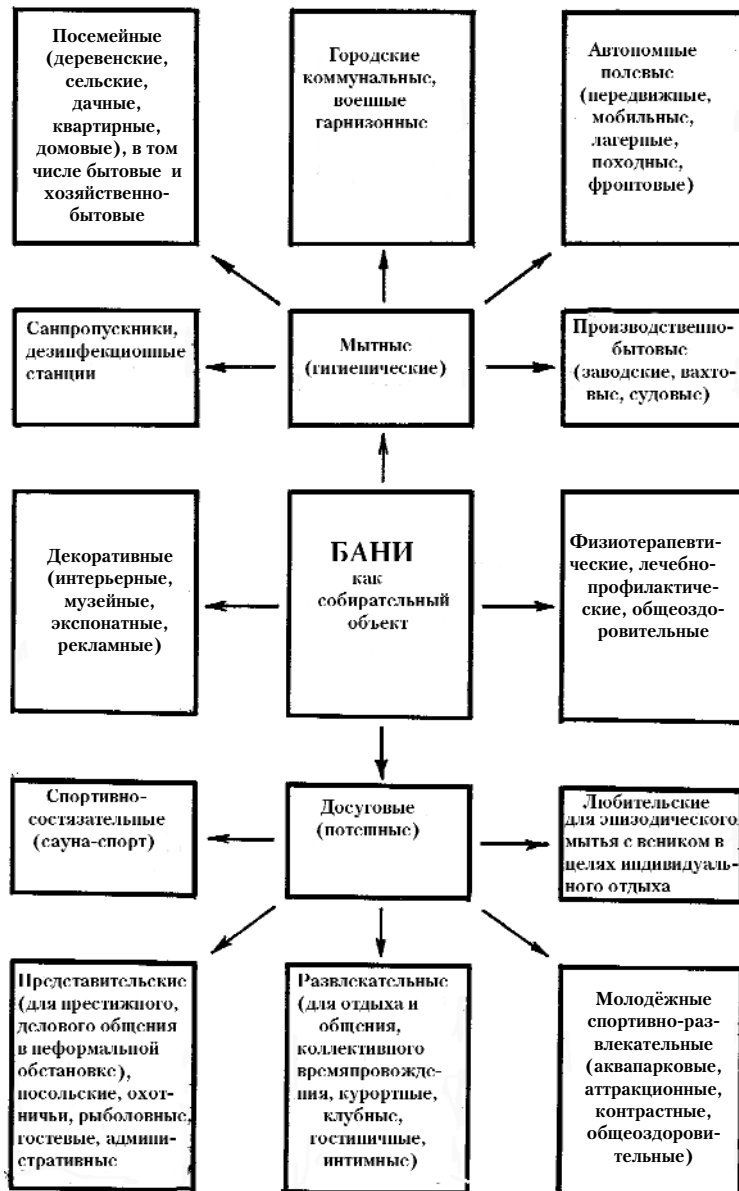 Посемейные
(деревенские,
сельские,
дачные,
квартирные,
домовые), в том
числе бытовые и
хозяйственно-
бытовые
Городские
коммунальные,
военные
гарнизонные
Автономные
полевые
(передвижные,
мобильные,
лагерные,
походные,
фронтовые)
Санпропускники,
дезинфекционные
станции
Мытные
(гигиенические)
Производственно-
бытовые
(заводские, вахто-
вые, судовые)
Декоративные
(интерьерные,
музейные,
экспонатные,
рекламные)
БАНИ
как
собирательный
объект
Физиотерапевти-
ческие, лечебно-
профилактиче-
ские, общеоздо-
ровительные
Спортивно-
состязательные
(сауна-спорт)
Досуговые
(потешные)
Любительские
для эпизодического
мытья с веником в
целях индивидуаль-
ного отдыха
Представительские
(для престижного,
делового общения
в неформальной
обстановке),
посольские, охот-
ничьи, рыболовные,
гостевые, админи-
стративные
Развлекательные
(для отдыха и
общения,
коллективного
времяпровожде-
ния, курортные,
клубные,
гостиничные,
интимные)
Молодёжные
спортивно-раз-
влекательные
(аквапарковые,
аттракционные,
контрастные,
общеоздорови-
тельные)